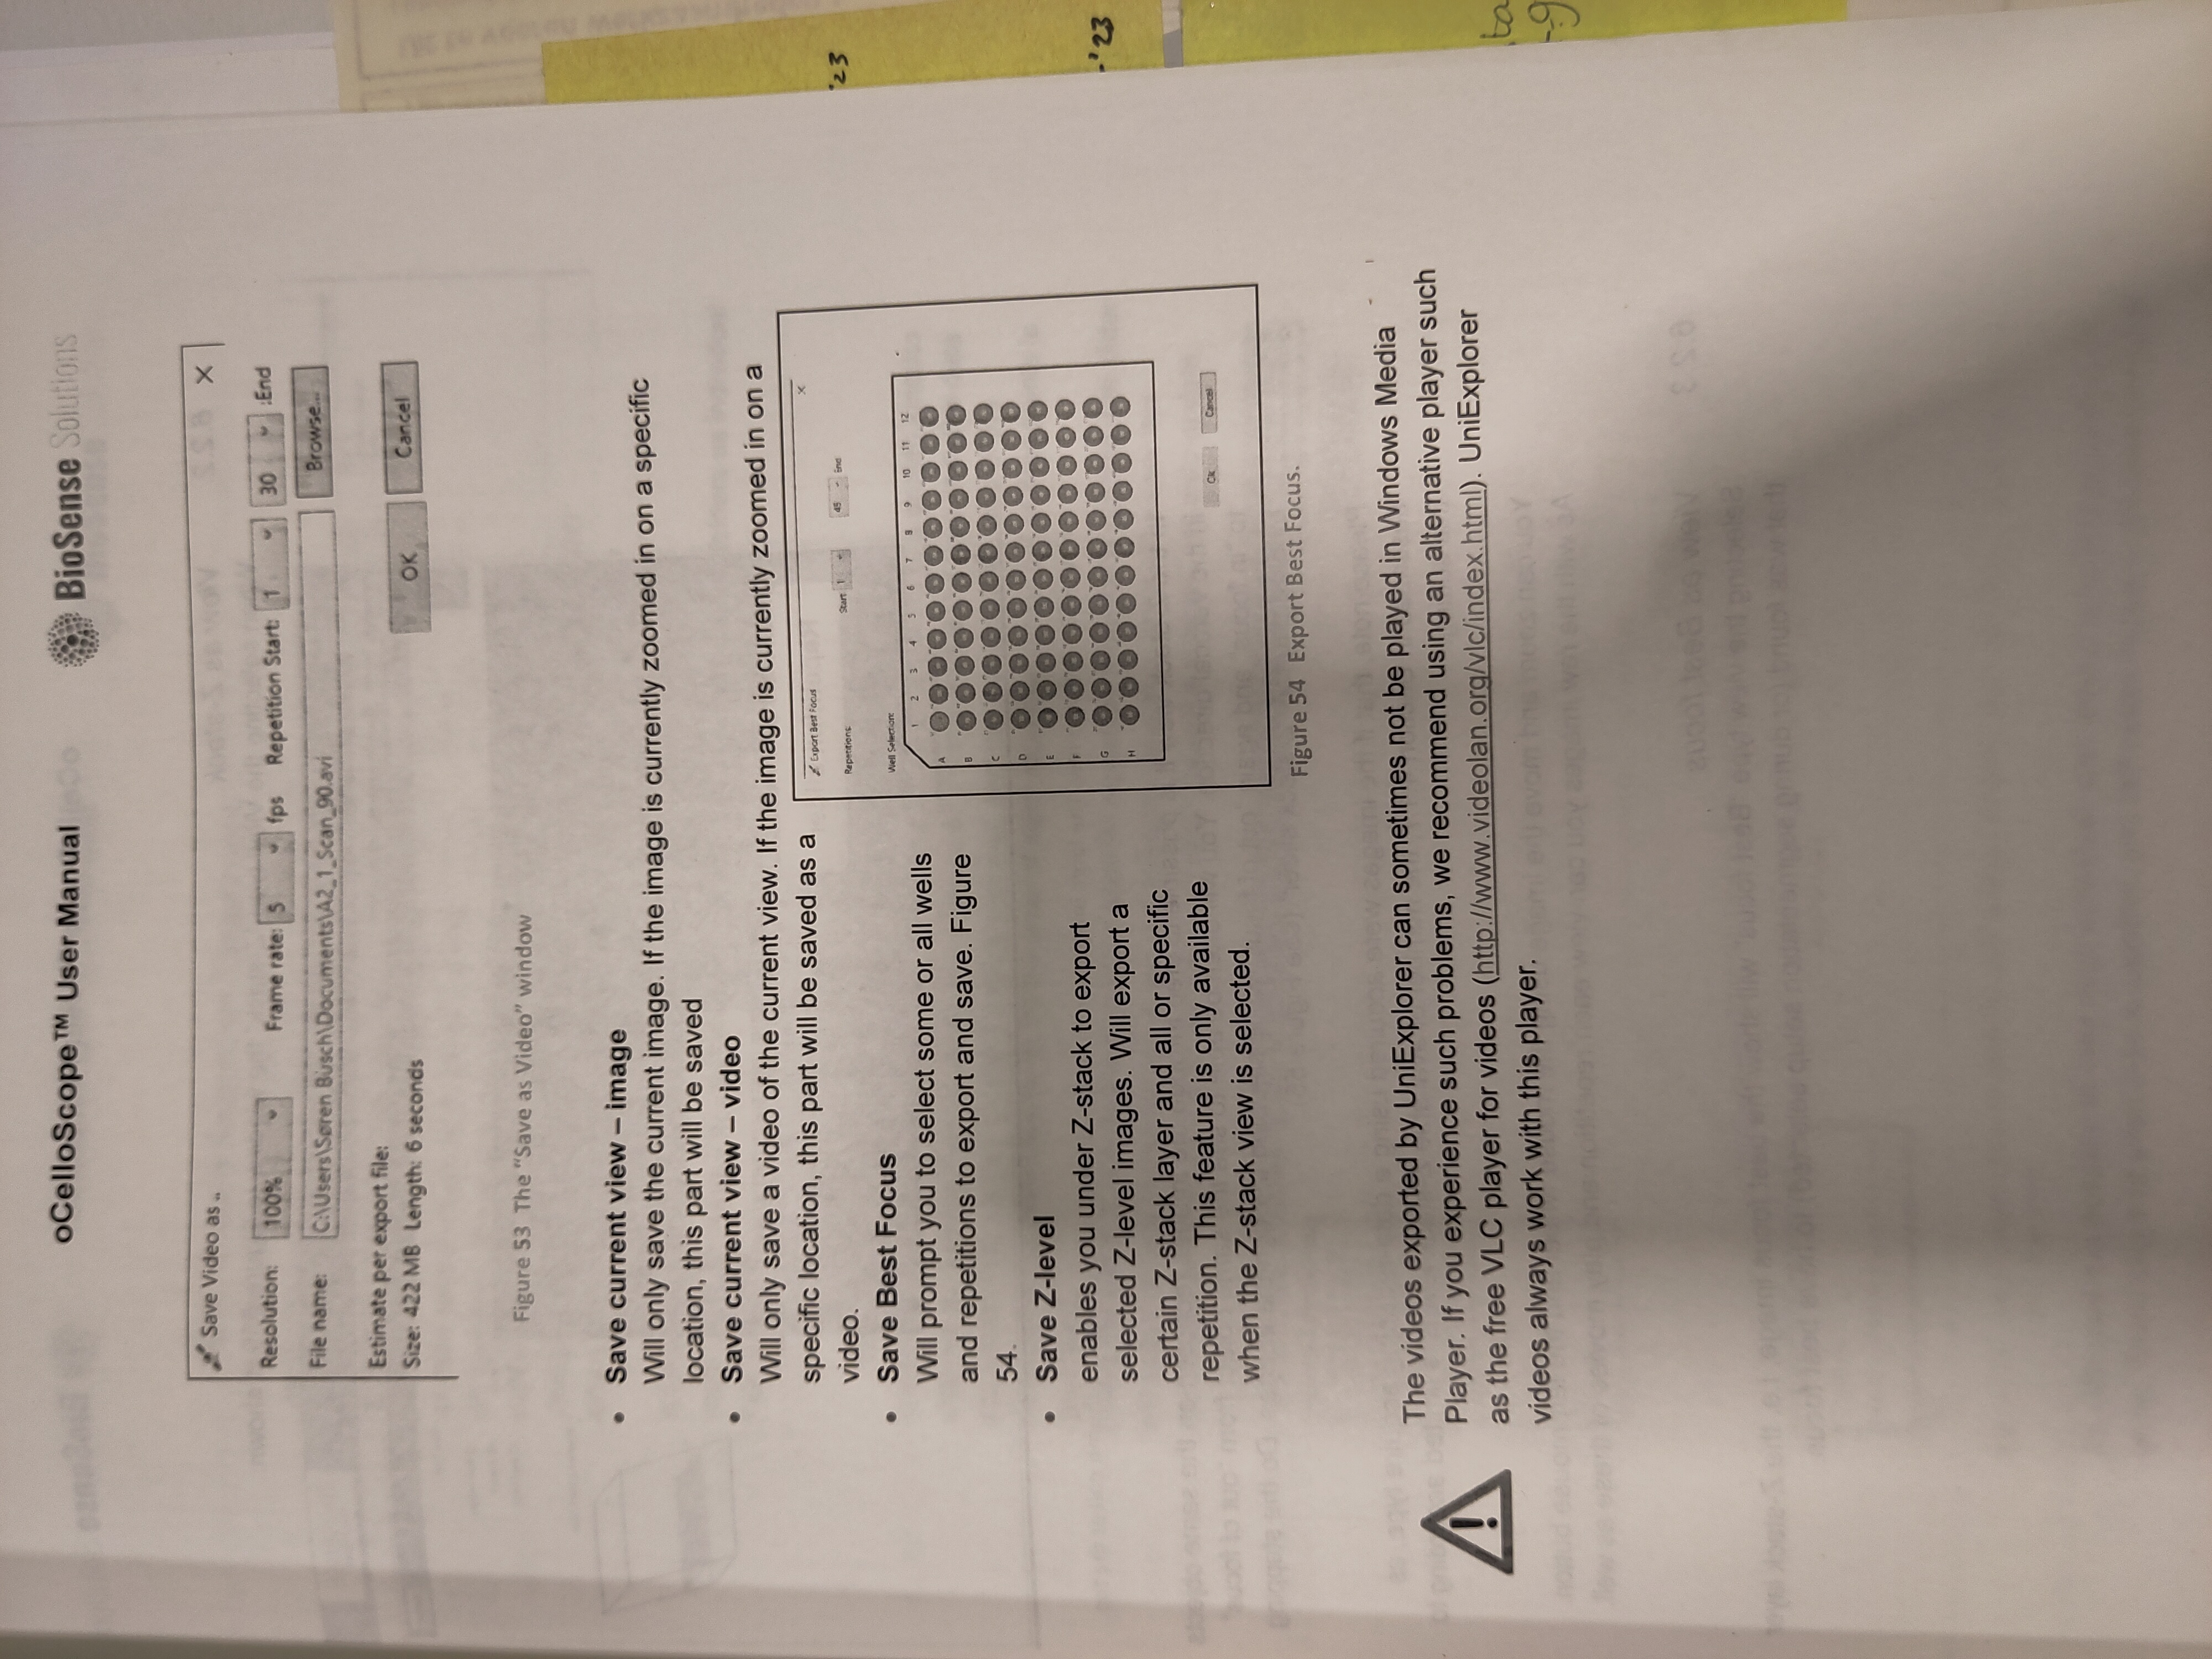 oCelloScope™ User Manual
BioSense Solutions
Save Video as ..
Resolution: 100% Frame rate: 5 fps Repetition Start: 1 30 :End
File name: C:\Users\Søren Busch\Documents\A2_1_Scan_90.avi Browse...
Estimate per export file:
Size: 422 MB Length: 6 seconds
OK Cancel
Figure 53 The “Save as Video” window
• Save current view – image
Will only save the current image. If the image is currently zoomed in on a specific
location, this part will be saved
• Save current view – video
Will only save a video of the current view. If the image is currently zoomed in on a
specific location, this part will be saved as a
video.
• Save Best Focus
Will prompt you to select some or all wells
and repetitions to export and save. Figure
54.
• Save Z-level
enables you under Z-stack to export
selected Z-level images. Will export a
certain Z-stack layer and all or specific
repetition. This feature is only available
when the Z-stack view is selected.
Export Best Focus
Repetitions: Start 1 45 End
Well Selection:
1 2 3 4 5 6 7 8 9 10 11 12
A
B
C
D
E
F
G
H
Ok Cancel
Figure 54 Export Best Focus.
The videos exported by UniExplorer can sometimes not be played in Windows Media
Player. If you experience such problems, we recommend using an alternative player such
as the free VLC player for videos (http://www.videolan.org/vlc/index.html). UniExplorer
videos always work with this player.
'23
-'23